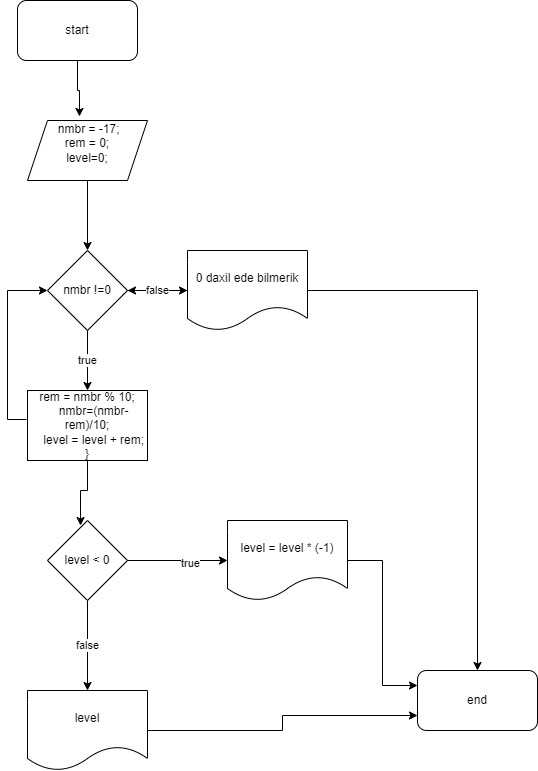 start
nmbr = -17;
rem = 0;
level=0;
nmbr !=0
false
0 daxil ede bilmerik
true
rem = nmbr % 10;
nmbr=(nmbr-
rem)/10;
level = level + rem;
}
level < 0
true
level = level * (-1)
false
level
end